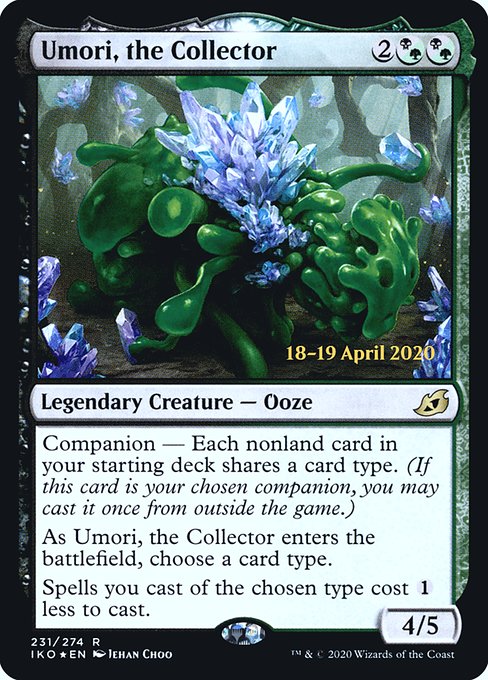 Umori, the Collector 2
18-19 April 2020
Legendary Creature — Ooze
Companion — Each nonland card in
your starting deck shares a card type. (If
this card is your chosen companion, you may
cast it once from outside the game.)
As Umori, the Collector enters the
battlefield, choose a card type.
Spells you cast of the chosen type cost 1
less to cast.
4/5
231/274 R
IKO ★ EN Jehan Choo
™ & © 2020 Wizards of the Coast